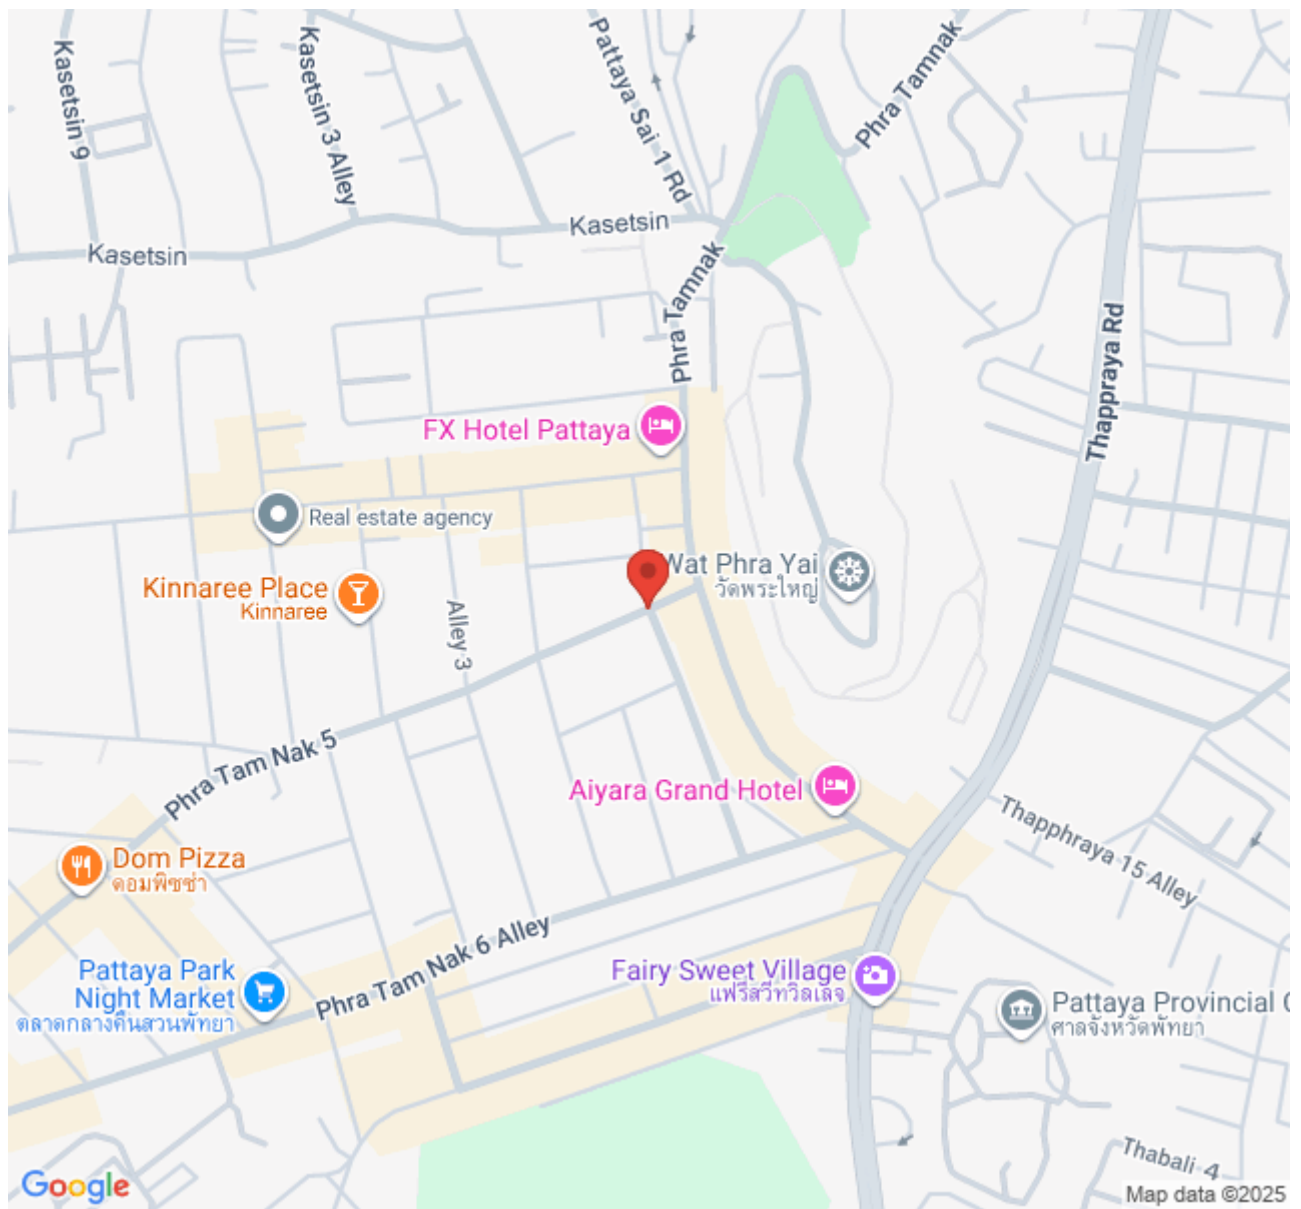 Kasetsin 9
Kasetsin 3 Alley
Pattaya Sai 1 Rd
Phra Tamnak
Kasetsin
Kasetsin
Phra Tamnak
Thappraya Rd
FX Hotel Pattaya
Real estate agency
Wat Phra Yai
วัดพระใหญ่
Kinnaree Place
Kinnaree
Alley 3
Phra Tam Nak 5
Aiyara Grand Hotel
Thapphraya 15 Alley
Dom Pizza
ดอมพิซซ่า
Phra Tam Nak 6 Alley
Pattaya Park
Night Market
ตลาดกลางคืนสวนพัทยา
Fairy Sweet Village
แฟรีสวีทวิลเลจ
Pattaya Provincial C
ศาลจังหวัดพัทยา
Thabali 4
Google
Map data ©2025